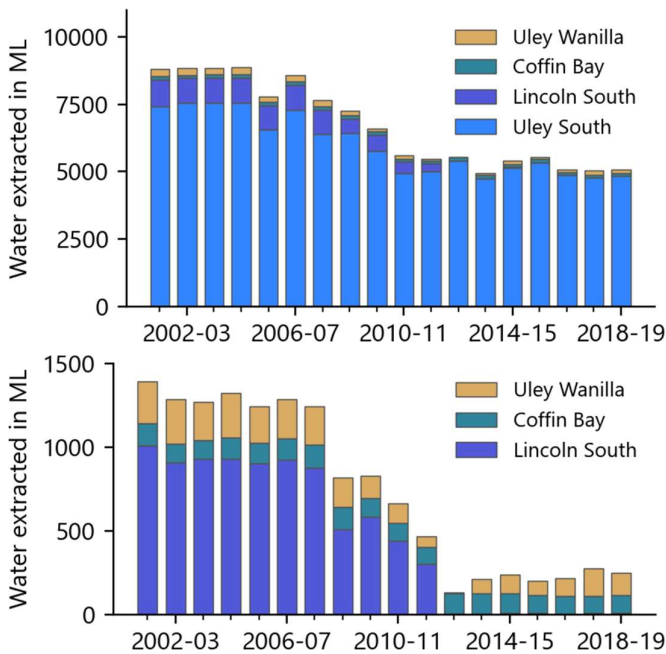 Water extracted in ML
10000
7500
5000
2500
0
Uley Wanilla
Coffin Bay
Lincoln South
Uley South
2002-03 2006-07 2010-11 2014-15 2018-19
Water extracted in ML
1500
1000
500
0
Uley Wanilla
Coffin Bay
Lincoln South
2002-03 2006-07 2010-11 2014-15 2018-19